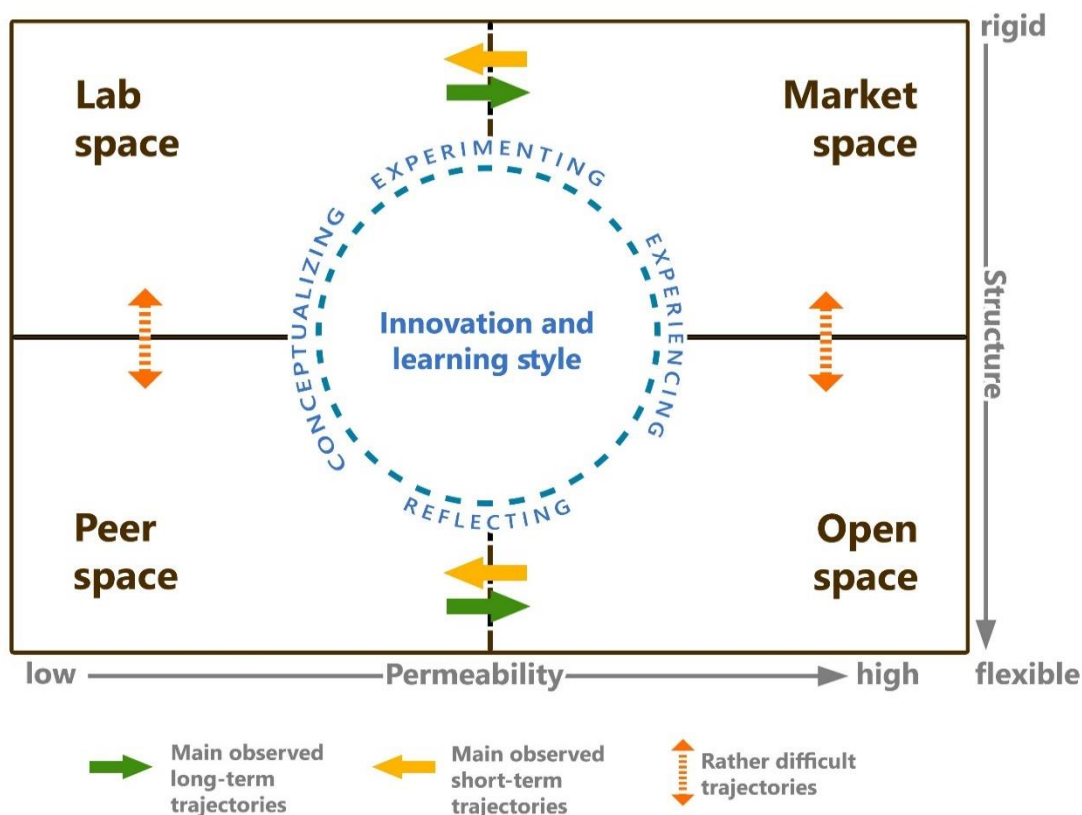 rigid
Lab
space
Market
space
EXPERIMENTING
CONCEPTUALIZING
EXPERIENCING
Innovation and
learning style
Structure
REFLECTING
Peer
space
Open
space
low
Permeability
high
flexible
Main observed
long-term
trajectories
Main observed
short-term
trajectories
Rather difficult
trajectories